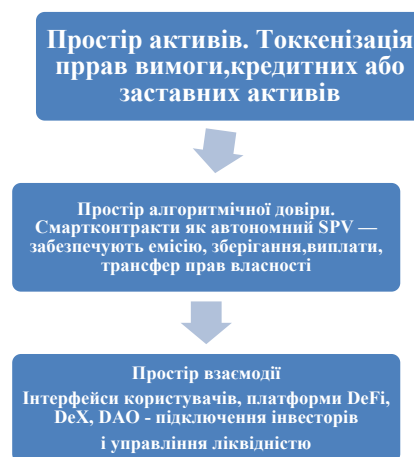 Простір активів. Токкенізація
пррав вимоги,кредитних або
заставних активів
Простір алгоритмічної довіри.
Смартконтракти як автономний SPV —
забезпечують емісію, зберігання,виплати,
трансфер прав власності
Простір взаємодії
Інтерфейси користувачів, платформи DeFi,
DeX, DAO - підключення інвесторів
і управління ліквідністю